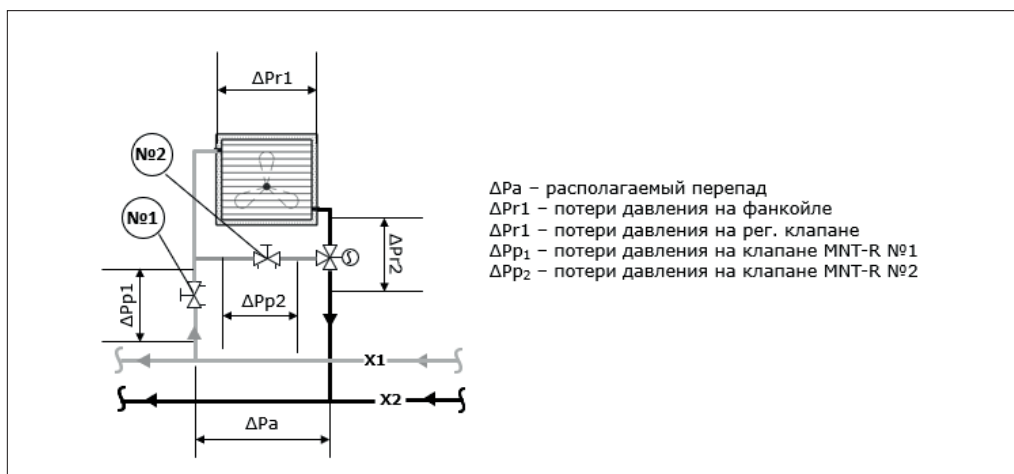 ΔPr1
№2
№1
ΔPr2
ΔPp1
ΔPp2
X1
X2
ΔPa
ΔPa – располагаемый перепад
ΔPr1 – потери давления на фанкойле
ΔPr1 – потери давления на рег. клапане
ΔPp₁ – потери давления на клапане MNT-R №1
ΔPp₂ – потери давления на клапане MNT-R №2